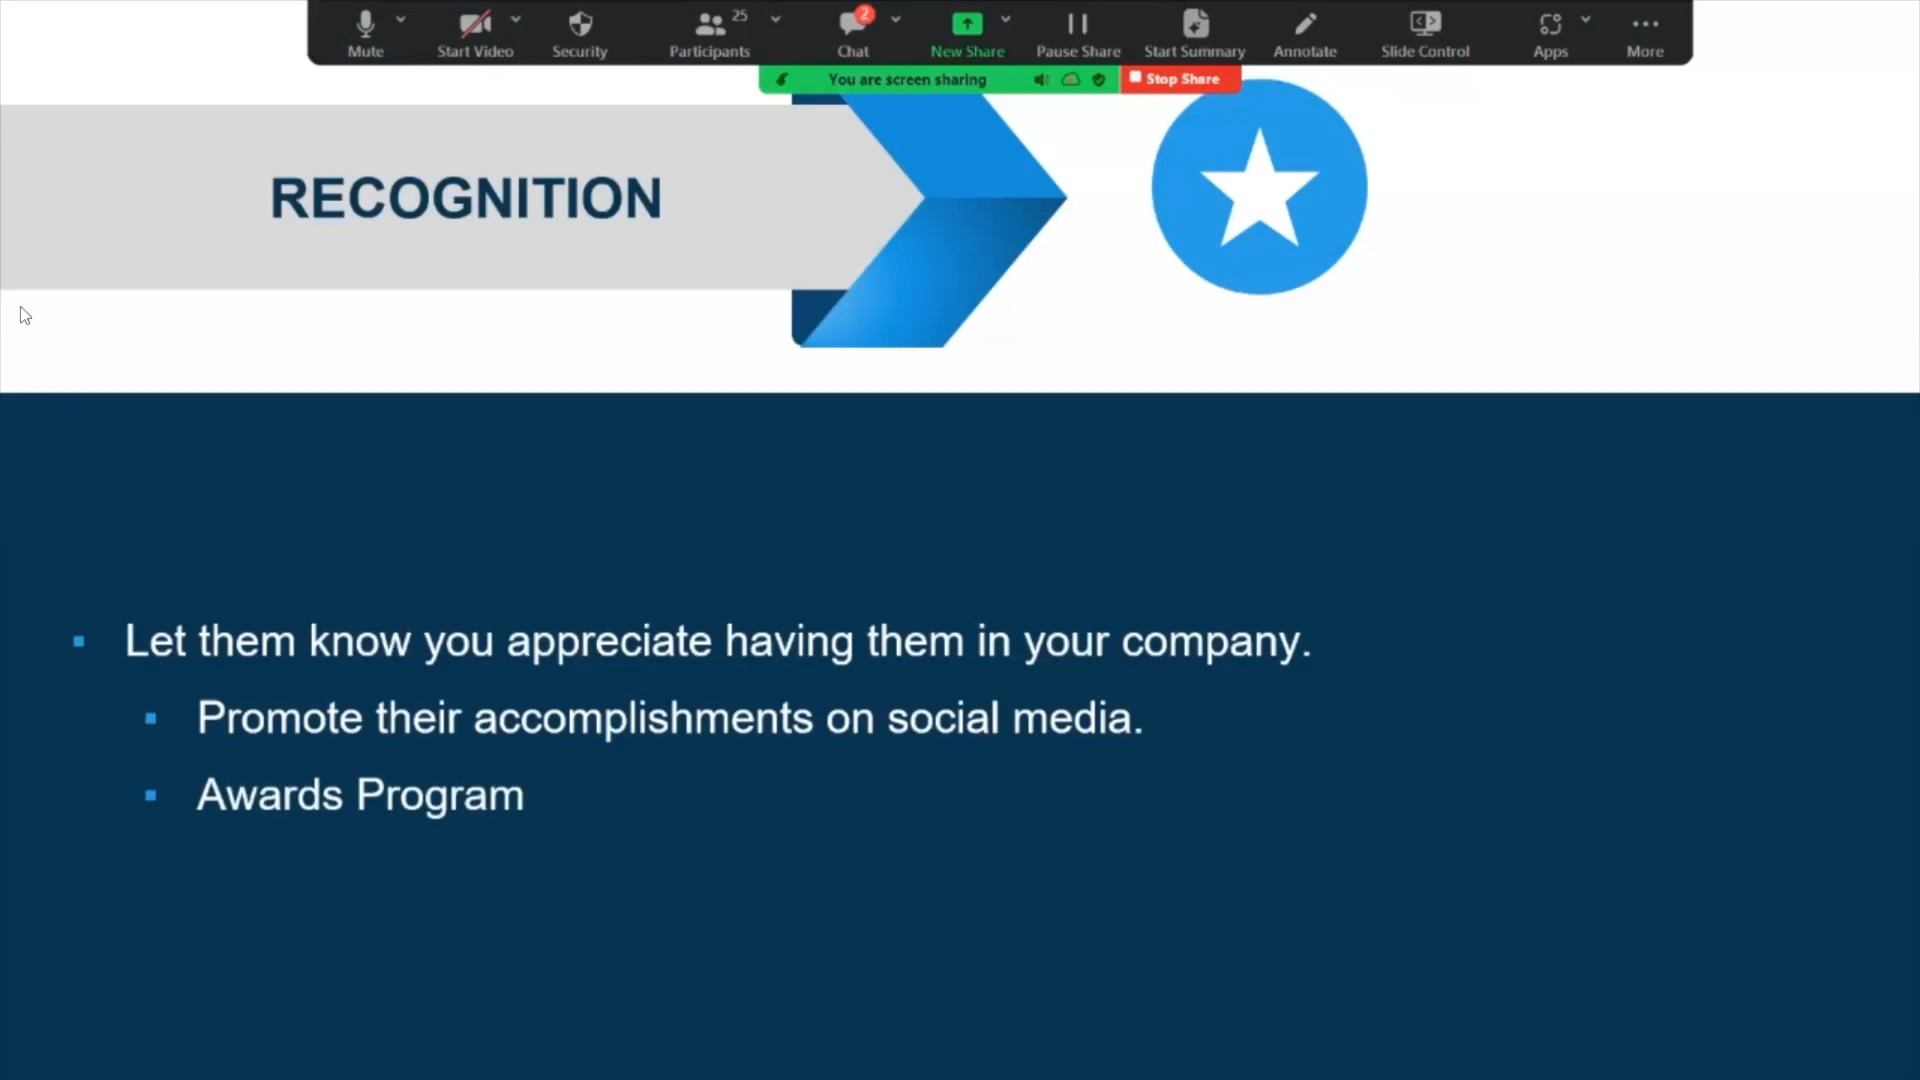 Mute
Start Video
Security
Participants
25
Chat
2
New Share
Pause Share
Start Summary
Annotate
Slide Control
Apps
More
You are screen sharing
Stop Share
RECOGNITION
Let them know you appreciate having them in your company.
Promote their accomplishments on social media.
Awards Program